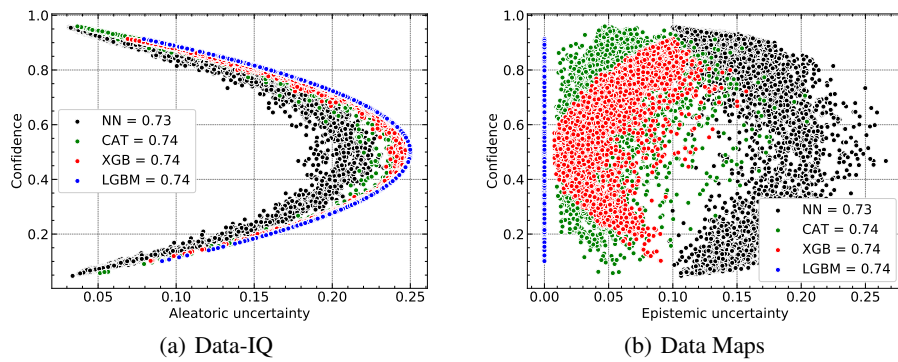 1.0
0.8
0.6
0.4
0.2
Confidence
NN = 0.73
CAT = 0.74
XGB = 0.74
LGBM = 0.74
0.05 0.10 0.15 0.20 0.25
Aleatoric uncertainty
(a) Data-IQ
1.0
0.8
0.6
0.4
0.2
Confidence
NN = 0.73
CAT = 0.74
XGB = 0.74
LGBM = 0.74
0.00 0.05 0.10 0.15 0.20 0.25
Epistemic uncertainty
(b) Data Maps